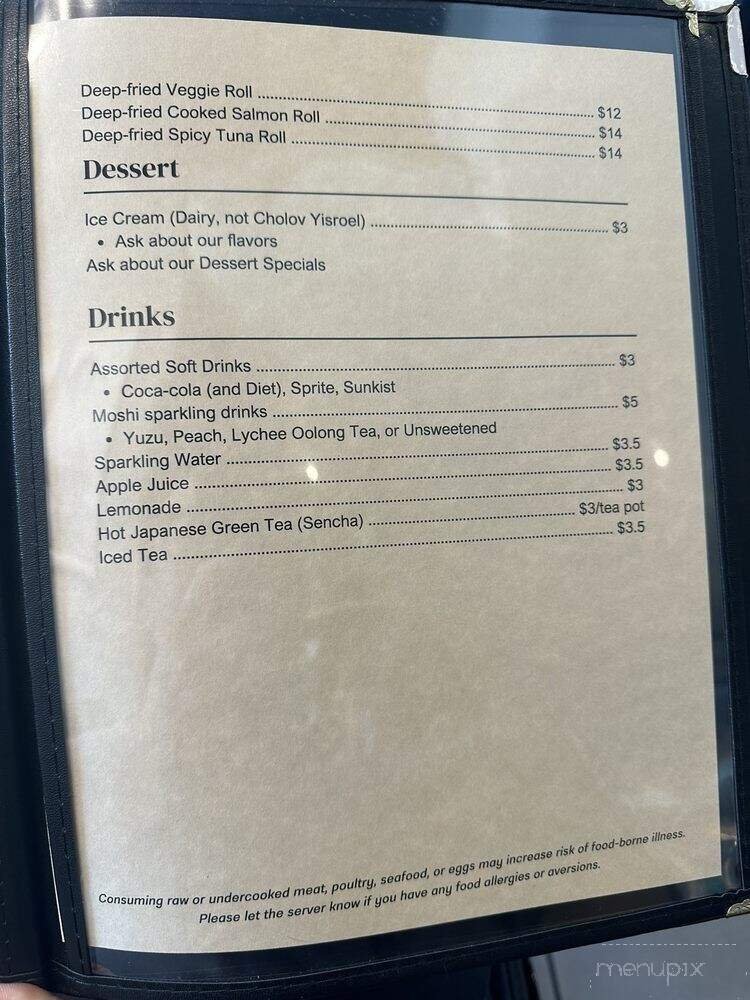 Deep-fried Veggie Roll ........ $12
Deep-fried Cooked Salmon Roll ........ $14
Deep-fried Spicy Tuna Roll ........ $14
Dessert
Ice Cream (Dairy, not Cholov Yisroel) ........ $3
• Ask about our flavors
Ask about our Dessert Specials
Drinks
Assorted Soft Drinks ........ $3
• Coca-cola (and Diet), Sprite, Sunkist
Moshi sparkling drinks ........ $5
• Yuzu, Peach, Lychee Oolong Tea, or Unsweetened
Sparkling Water ........ $3.5
Apple Juice ........ $3.5
Lemonade ........ $3
Hot Japanese Green Tea (Sencha) ........ $3/tea pot
Iced Tea ........ $3.5
Consuming raw or undercooked meat, poultry, seafood, or eggs may increase risk of food-borne illness.
Please let the server know if you have any food allergies or aversions.
menupix